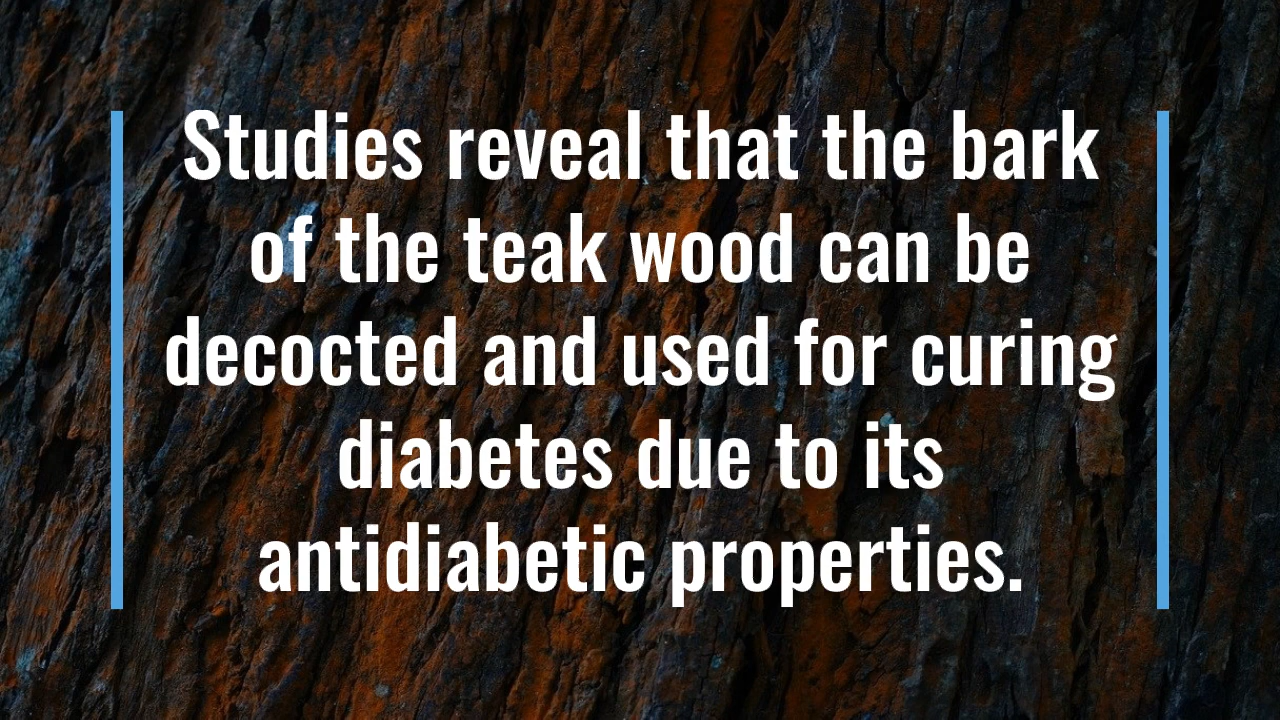 Studies reveal that the bark
of the teak wood can be
decocted and used for curing
diabetes due to its
antidiabetic properties.